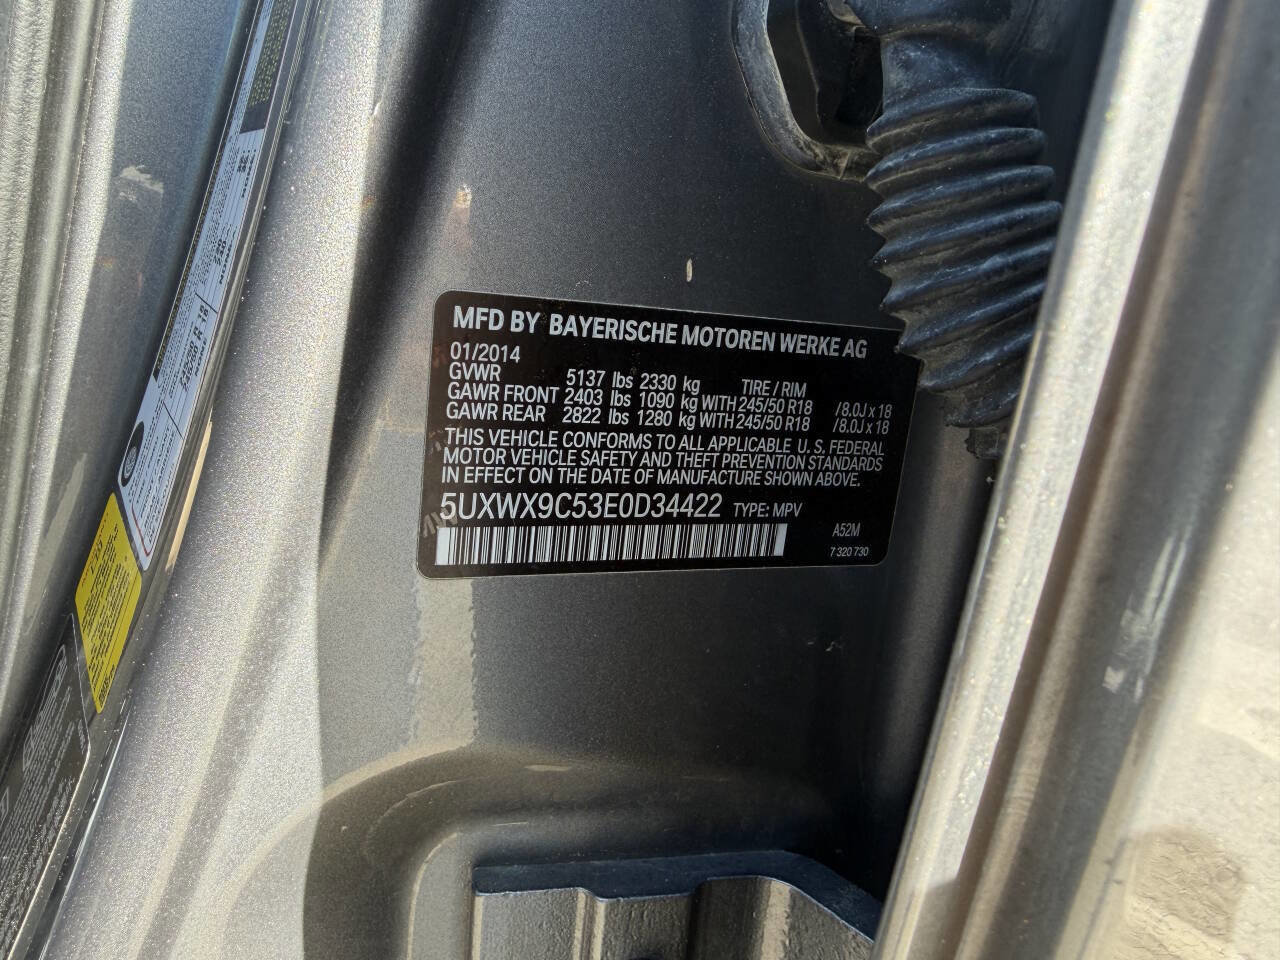 MFD BY BAYERISCHE MOTOREN WERKE AG
01/2014
GVWR 5137 lbs 2330 kg TIRE / RIM
GAWR FRONT 2403 lbs 1090 kg WITH 245/50 R18 /8.0J x 18
GAWR REAR 2822 lbs 1280 kg WITH 245/50 R18 /8.0J x 18
THIS VEHICLE CONFORMS TO ALL APPLICABLE U. S. FEDERAL
MOTOR VEHICLE SAFETY AND THEFT PREVENTION STANDARDS
IN EFFECT ON THE DATE OF MANUFACTURE SHOWN ABOVE.
5UXWX9C53E0D34422 TYPE: MPV
A52M
7 320 730